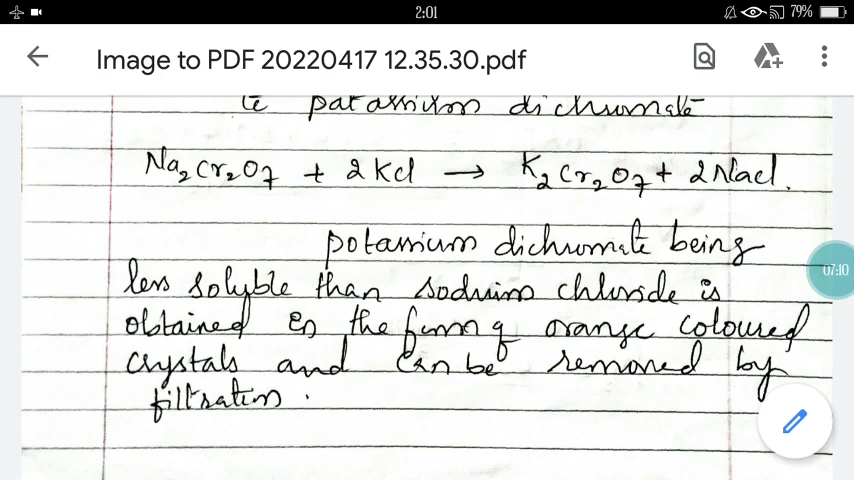 2:01
79%
Image to PDF 20220417 12.35.30.pdf
te potassium dichromate
Na₂Cr₂O₇ + 2KCl → K₂Cr₂O₇ + 2NaCl.
potassium dichromate being
07:10
less soluble than sodium chloride is
obtained in the form of orange coloured
crystals and can be removed by
filtration.